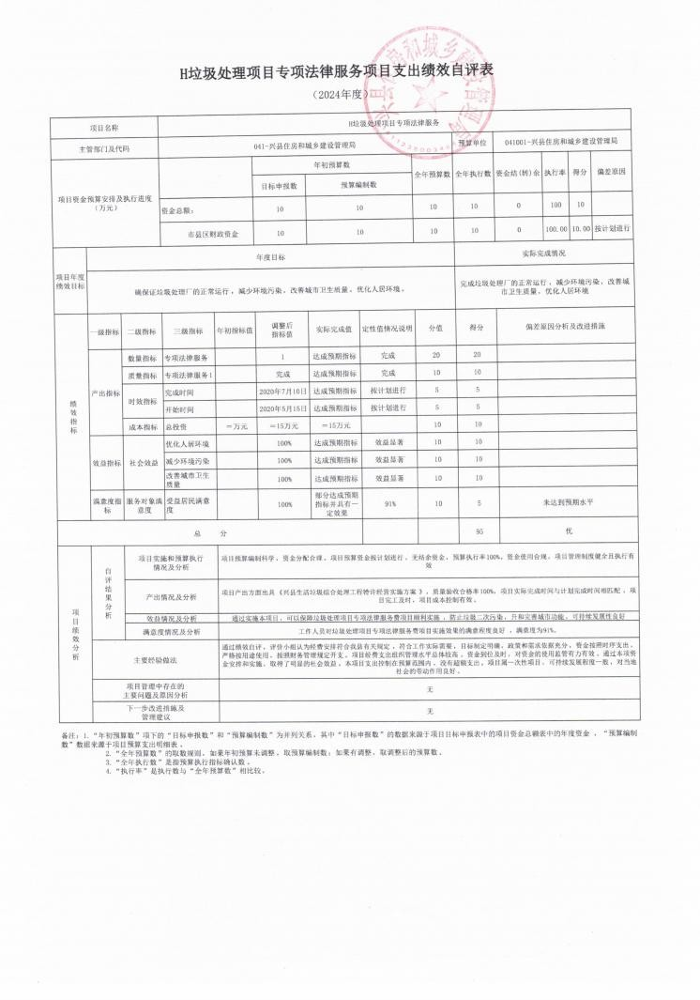 H垃圾处理项目专项法律服务项目支出绩效自评表
（2024年度）
项目名称 H垃圾处理项目专项法律服务
主管部门及代码 041-兴县住房和城乡建设管理局 预算单位 041001-兴县住房和城乡建设管理局
项目资金预算安排及执行进度（万元） 年初预算数 全年预算数 全年执行数 资金结(转)余 执行率 得分 偏差原因
目标申报数 预算编制数
资金总额: 10 10 10 10 0 100 10
市县区财政资金 10 10 10 10 0 100.00 10.00 按计划进行
项目年度绩效目标 年度目标 实际完成情况
确保证垃圾处理厂的正常运行，减少环境污染，改善城市卫生质量，优化人居环境。 完成垃圾处理厂的正常运行，减少环境污染，改善城
市卫生质量，优化人居环境
绩效指标 一级指标 二级指标 三级指标 年初指标值 调整后指标值 实际完成值 定性值情况说明 分值 得分 偏差原因分析及改进措施
产出指标 数量指标 专项法律服务 1 达成预期指标 完成 20 20
质量指标 专项法律服务1 完成 达成预期指标 完成 10 10
时效指标 完成时间 2020年7月10日 达成预期指标 按计划进行 5 5
开始时间 2020年5月15日 达成预期指标 按计划进行 5 5
成本指标 总投资 ＝万元 ＝15万元 ＝15万元 10 10
效益指标 社会效益 优化人居环境 100% 达成预期指标 效益显著 10 10
减少环境污染 100% 达成预期指标 效益显著 10 10
改善城市卫生质量 100% 达成预期指标 效益显著 10 10
满意度指标 服务对象满意度 受益居民满意度 100% 部分达成预期指标并具有一定效果 91% 10 5 未达到预期水平
总 分 95 优
项目绩效分析 自评结果分析 项目实施和预算执行情况及分析 项目预算编制科学、资金分配合理、项目预算资金按计划进行，无结余资金，预算执行率100%，资金使用合规，项目管理制度健全且执行有
效
产出情况及分析 项目产出方面出具《兴县生活垃圾综合处理工程特许经营实施方案》，质量验收合格率100%，项目实际完成时间与计划完成时间相匹配，项
目完工及时，项目成本控制有效。
效益情况及分析 通过实施本项目，可以保障垃圾处理项目专项法律服务费项目顺利实施，防止垃圾二次污染，升和完善城市功能，可持续发展性良好
满意度情况及分析 工作人员对垃圾处理项目专项法律服务费项目实施效果的满意程度良好，满意度为91%。
主要经验做法 通过绩效自评，评价小组认为经费安排符合我县有关规定，符合工作实际需要，目标制定明确，政策和需求依据充分，资金按照时序支出，
严格按用途使用，按照财务管理规定开支。项目经费支出组织管理水平总体较高，资金到位及时，对资金的使用监管有力有效。通过本项资
金安排和实施，取得了明显的社会效益，本项目支出控制在预算范围内，没有超额支出，项目属一次性项目，可持续发展程度一般，对当地
社会的带动作用良好。
项目管理中存在的主要问题及原因分析 无
下一步改进措施及管理建议 无
备注：1.“年初预算数”项下的“目标申报数”和“预算编制数”为并列关系。其中“目标申报数”的数据来源于项目目标申报表中的项目资金总额表中的年度资金，“预算编制
数”数据来源于项目预算支出明细表。
2.“全年预算数”的取数规则，如果年初预算未调整，取预算编制数；如果有调整，取调整后的预算数。
3.“全年执行数”是指预算执行指标确认数。
4.“执行率”是执行数与“全年预算数”相比较。